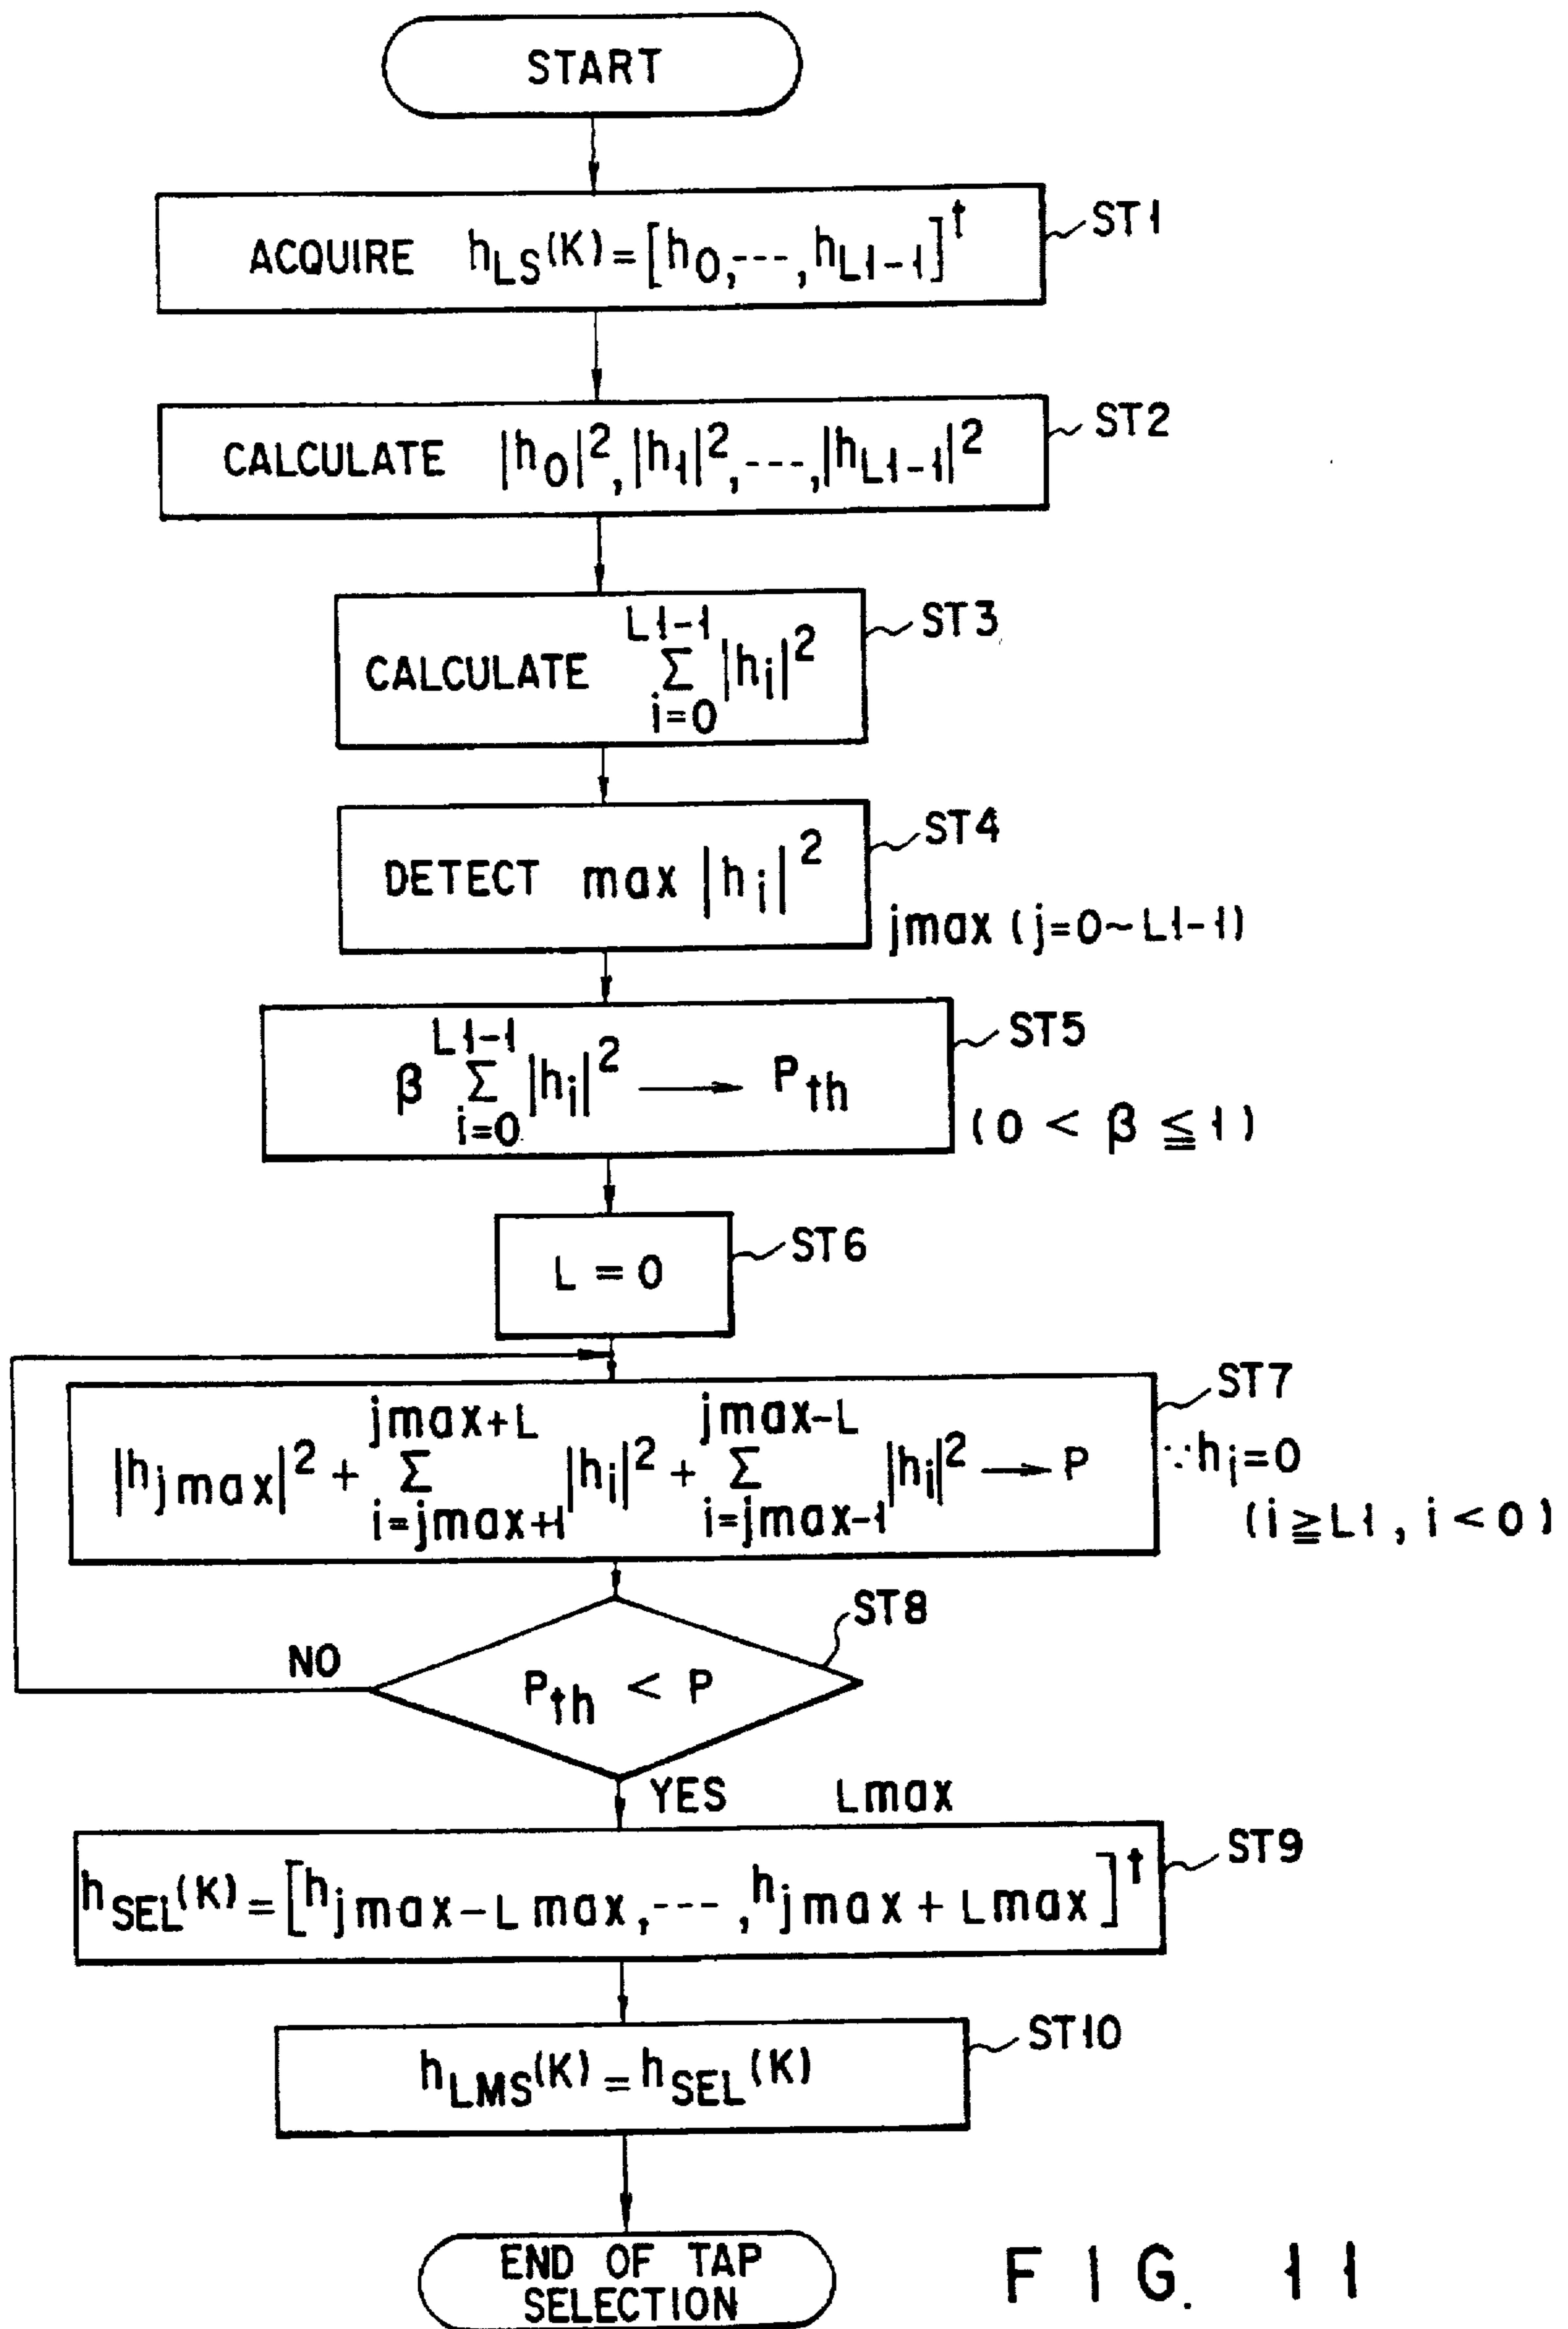 START
ACQUIRE h_LS(K)=[h_0,---,h_L1-1]^t
ST1
CALCULATE |h_0|^2,|h_1|^2,---,|h_L1-1|^2
ST2
CALCULATE Σ_{i=0}^{L1-1} |h_i|^2
ST3
DETECT max |h_i|^2
ST4
jmax (j=0~L1-1)
β Σ_{i=0}^{L1-1} |h_i|^2 → P_th
ST5
(0 < β ≦ 1)
L = 0
ST6
|h_jmax|^2 + Σ_{i=jmax+1}^{jmax+L} |h_i|^2 + Σ_{i=jmax-1}^{jmax-L} |h_i|^2 → P
ST7
∵h_i=0
(i ≧ L1, i < 0)
P_th < P
ST8
NO
YES
Lmax
h_SEL(K)=[h_jmax-Lmax,---,h_jmax+Lmax]^t
ST9
h_LMS(K)=h_SEL(K)
ST10
END OF TAP
SELECTION
FIG. 11